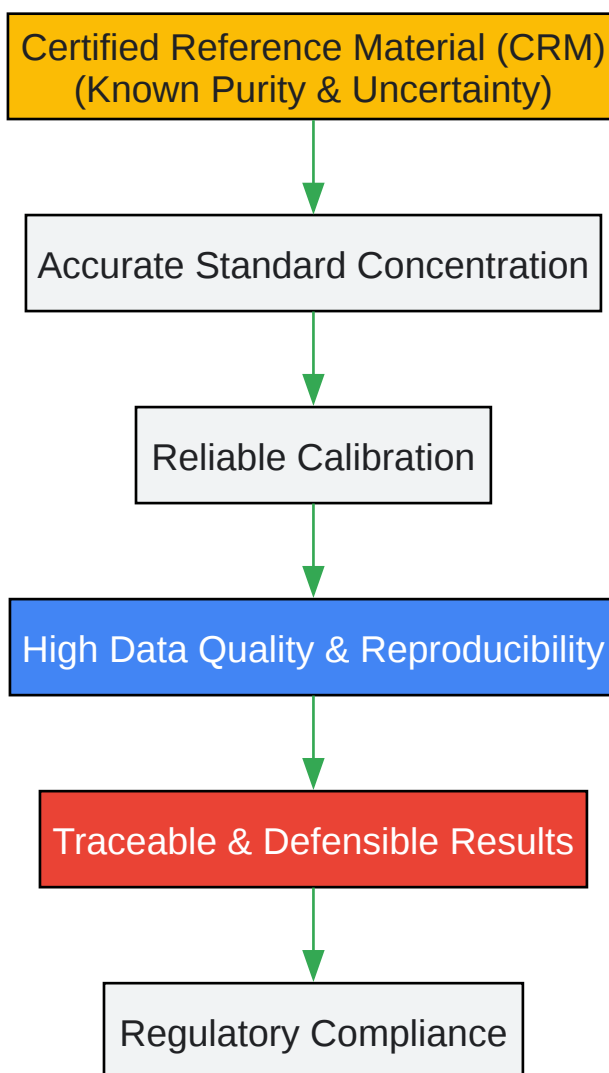 Certified Reference Material (CRM)
(Known Purity & Uncertainty)
Accurate Standard Concentration
Reliable Calibration
High Data Quality & Reproducibility
Traceable & Defensible Results
Regulatory Compliance